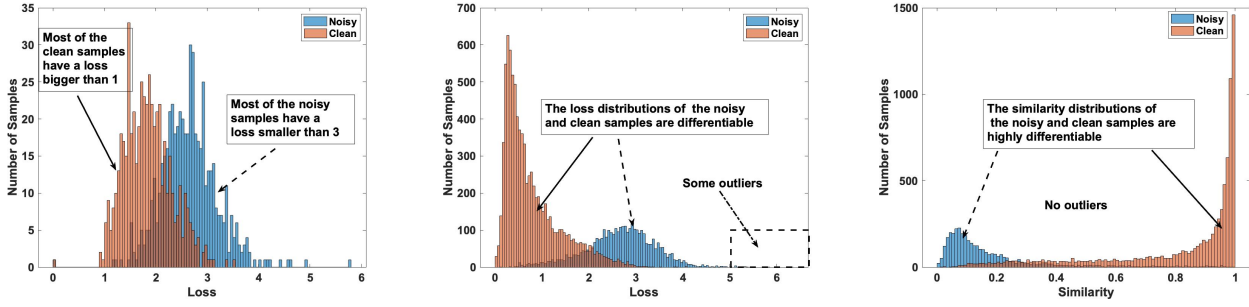 35
30
25
20
15
10
5
0
Number of Samples
0
1
2
3
4
5
6
Loss
Noisy
Clean
Most of the
clean samples
have a loss
bigger than 1
Most of the noisy
samples have a
loss smaller than 3
700
600
500
400
300
200
100
0
Number of Samples
0
1
2
3
4
5
6
Loss
Noisy
Clean
The loss distributions of the noisy
and clean samples are differentiable
Some outliers
1500
1000
500
0
Number of Samples
0
0.2
0.4
0.6
0.8
1
Similarity
Noisy
Clean
The similarity distributions of
the noisy and clean samples are
highly differentiable
No outliers